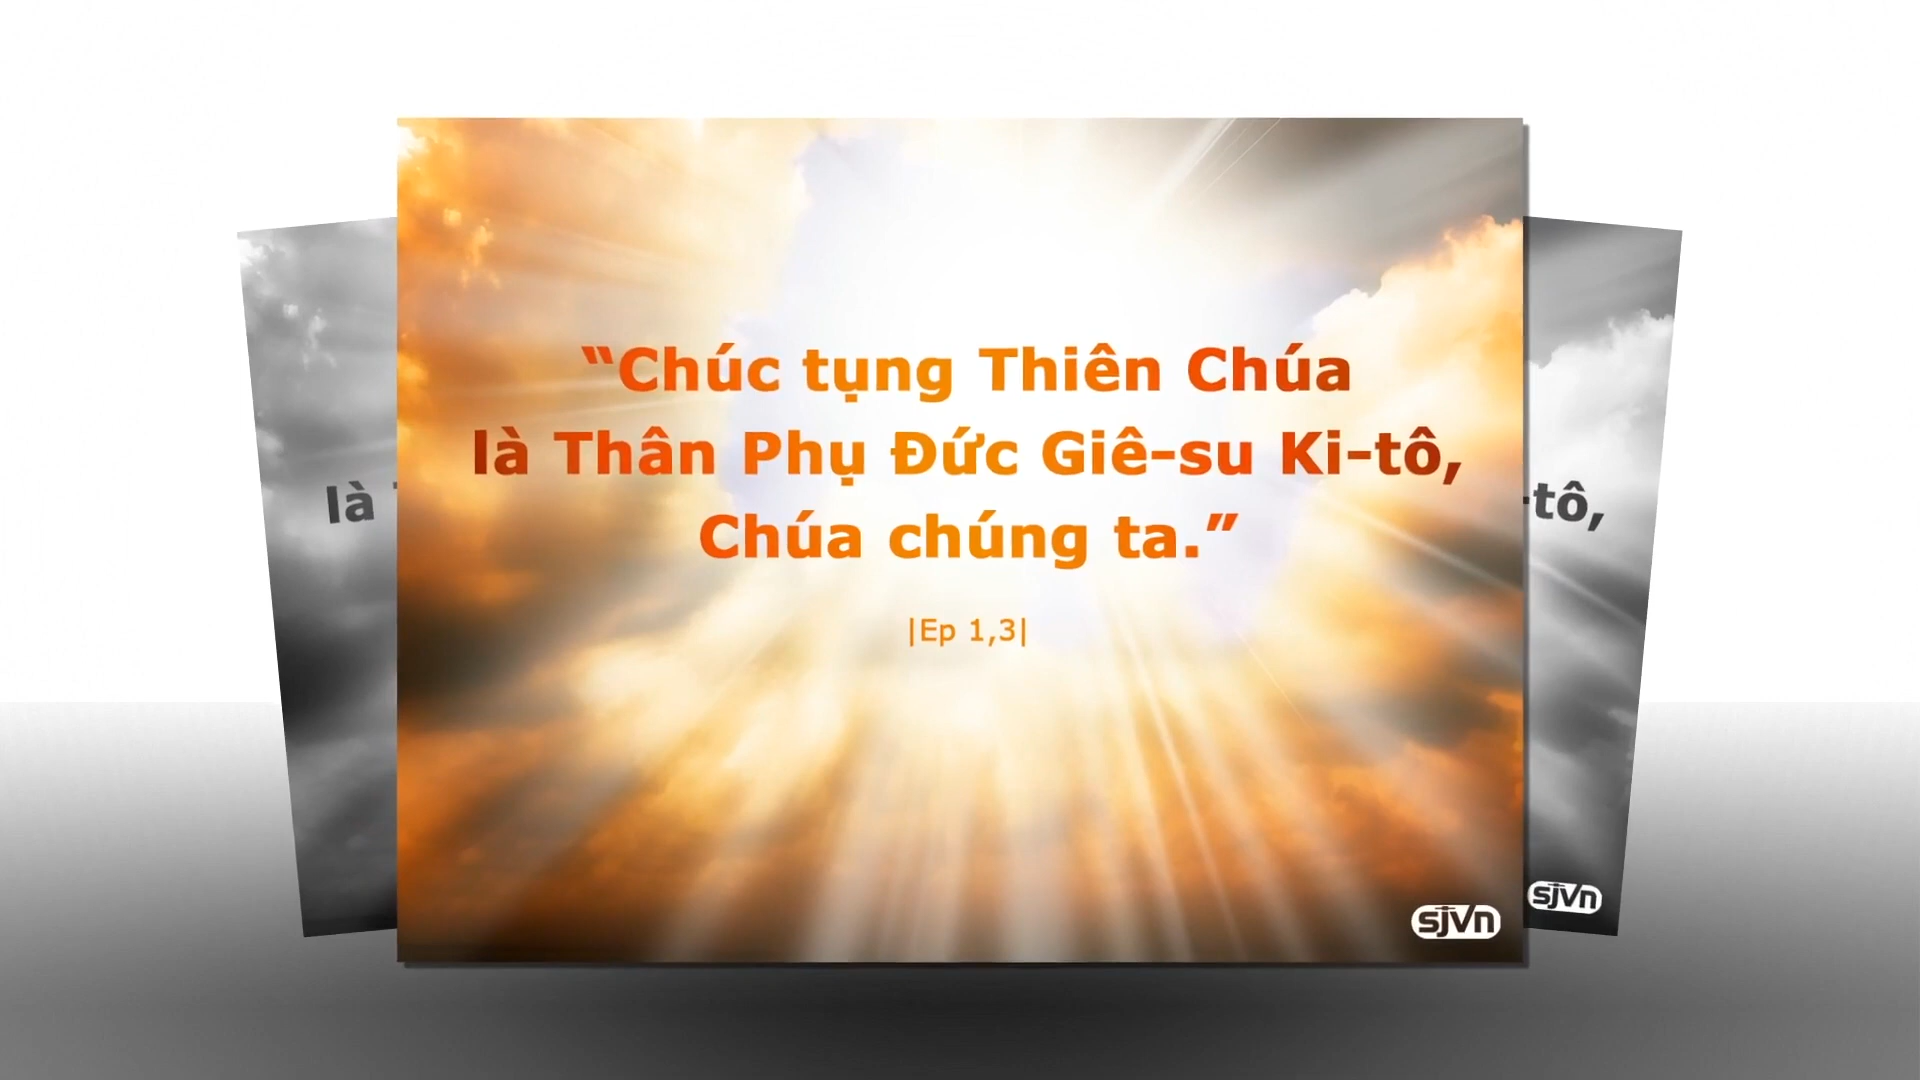 “Chúc tụng Thiên Chúa
là Thân Phụ Đức Giê-su Ki-tô,
Chúa chúng ta.”
|Ep 1,3|
sjvn
là
-tô,
sjvn